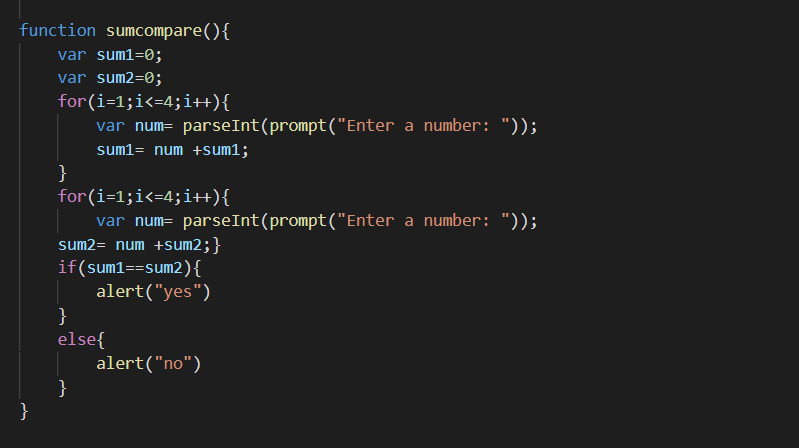 function sumcompare(){
    var sum1=0;
    var sum2=0;
    for(i=1;i<=4;i++){
        var num= parseInt(prompt("Enter a number: "));
        sum1= num +sum1;
    }
    for(i=1;i<=4;i++){
        var num= parseInt(prompt("Enter a number: "));
    sum2= num +sum2;}
    if(sum1==sum2){
        alert("yes")
    }
    else{
        alert("no")
    }
}